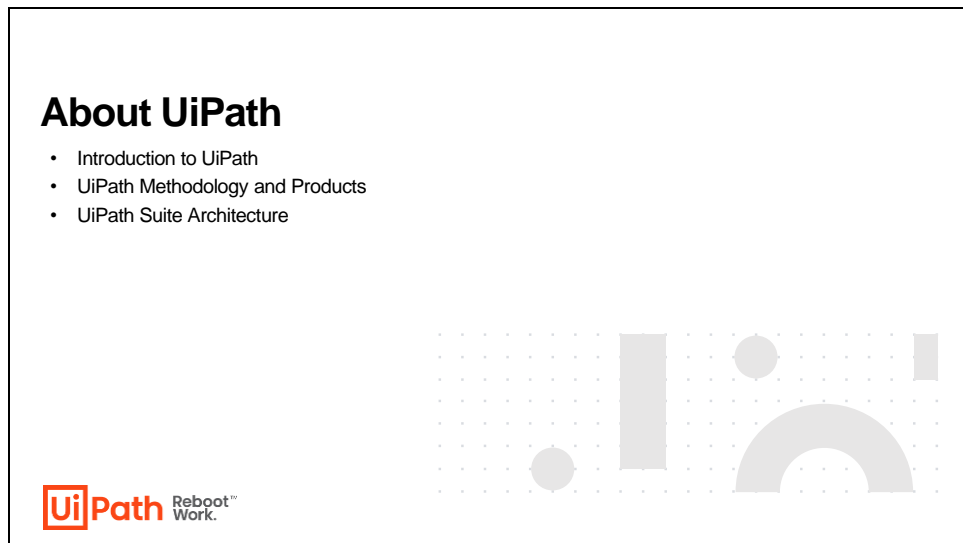 About UiPath
• Introduction to UiPath
• UiPath Methodology and Products
• UiPath Suite Architecture
UiPath Reboot™
Work.